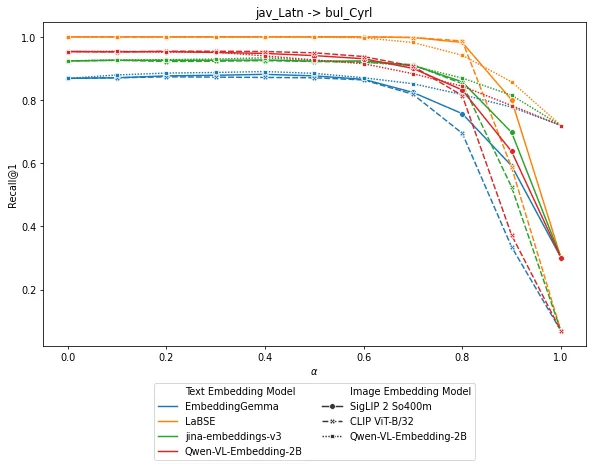 jav_Latn -> bul_Cyrl
Recall@1
1.0
0.8
0.6
0.4
0.2
0.0 0.2 0.4 0.6 0.8 1.0
α
Text Embedding Model Image Embedding Model
EmbeddingGemma SigLIP 2 So400m
LaBSE CLIP ViT-B/32
jina-embeddings-v3 Qwen-VL-Embedding-2B
Qwen-VL-Embedding-2B